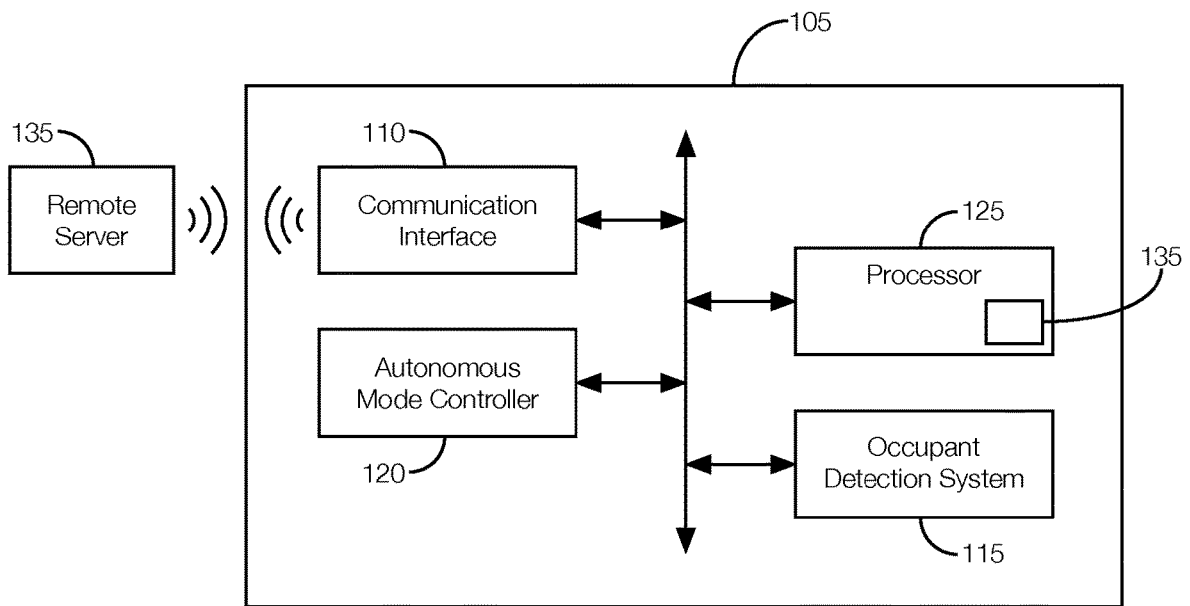 105
135
110
Remote
Server
Communication
Interface
125
Processor
135
Autonomous
Mode Controller
120
Occupant
Detection System
115